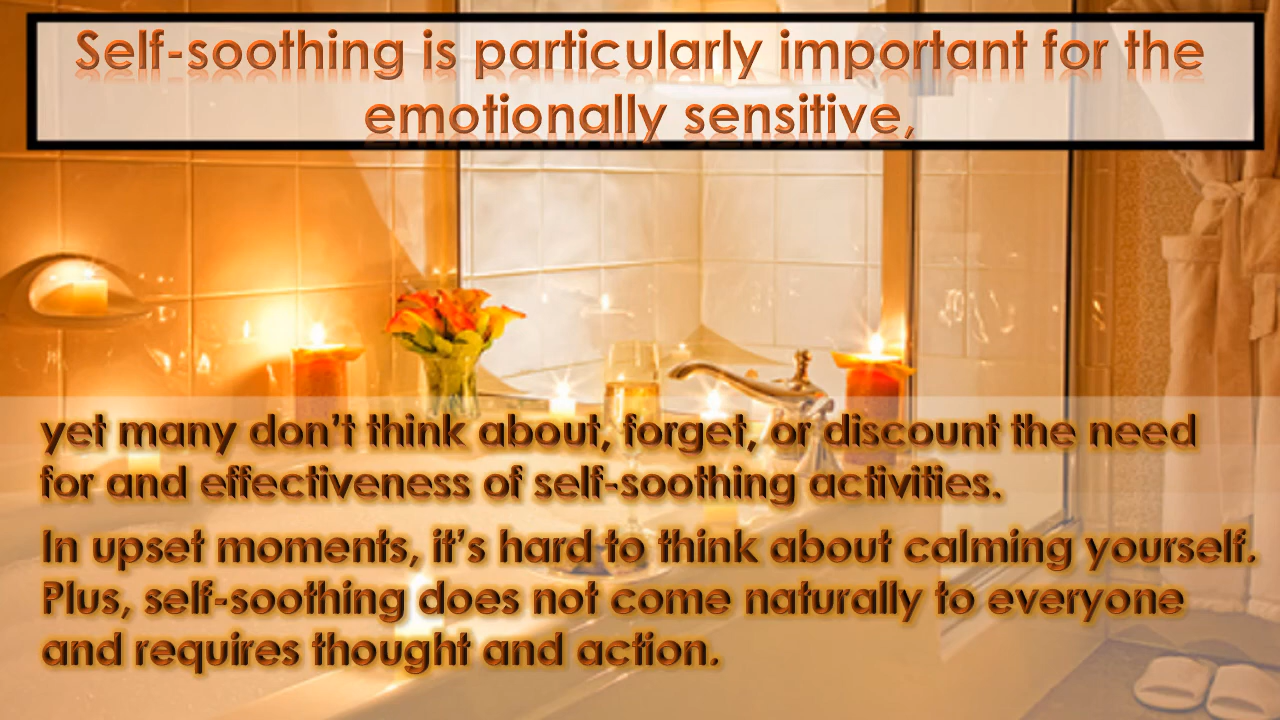 Self-soothing is particularly important for the
emotionally sensitive,
yet many don’t think about, forget, or discount the need
for and effectiveness of self-soothing activities.
In upset moments, it’s hard to think about calming yourself.
Plus, self-soothing does not come naturally to everyone
and requires thought and action.